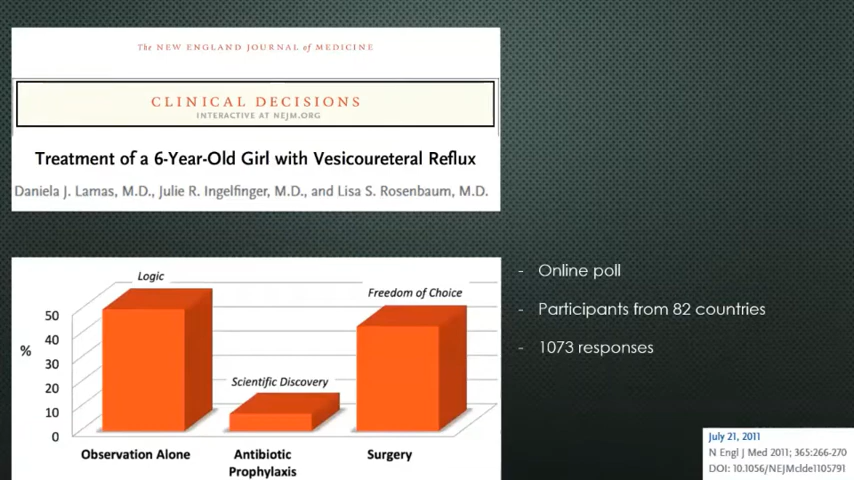 The NEW ENGLAND JOURNAL of MEDICINE
CLINICAL DECISIONS
INTERACTIVE AT NEJM.ORG
Treatment of a 6-Year-Old Girl with Vesicoureteral Reflux
Daniela J. Lamas, M.D., Julie R. Ingelfinger, M.D., and Lisa S. Rosenbaum, M.D.
Logic
Freedom of Choice
Scientific Discovery
%
50
40
30
20
10
0
Observation Alone
Antibiotic
Prophylaxis
Surgery
- Online poll
- Participants from 82 countries
- 1073 responses
July 21, 2011
N Engl J Med 2011; 365:266-270
DOI: 10.1056/NEJMclde1105791